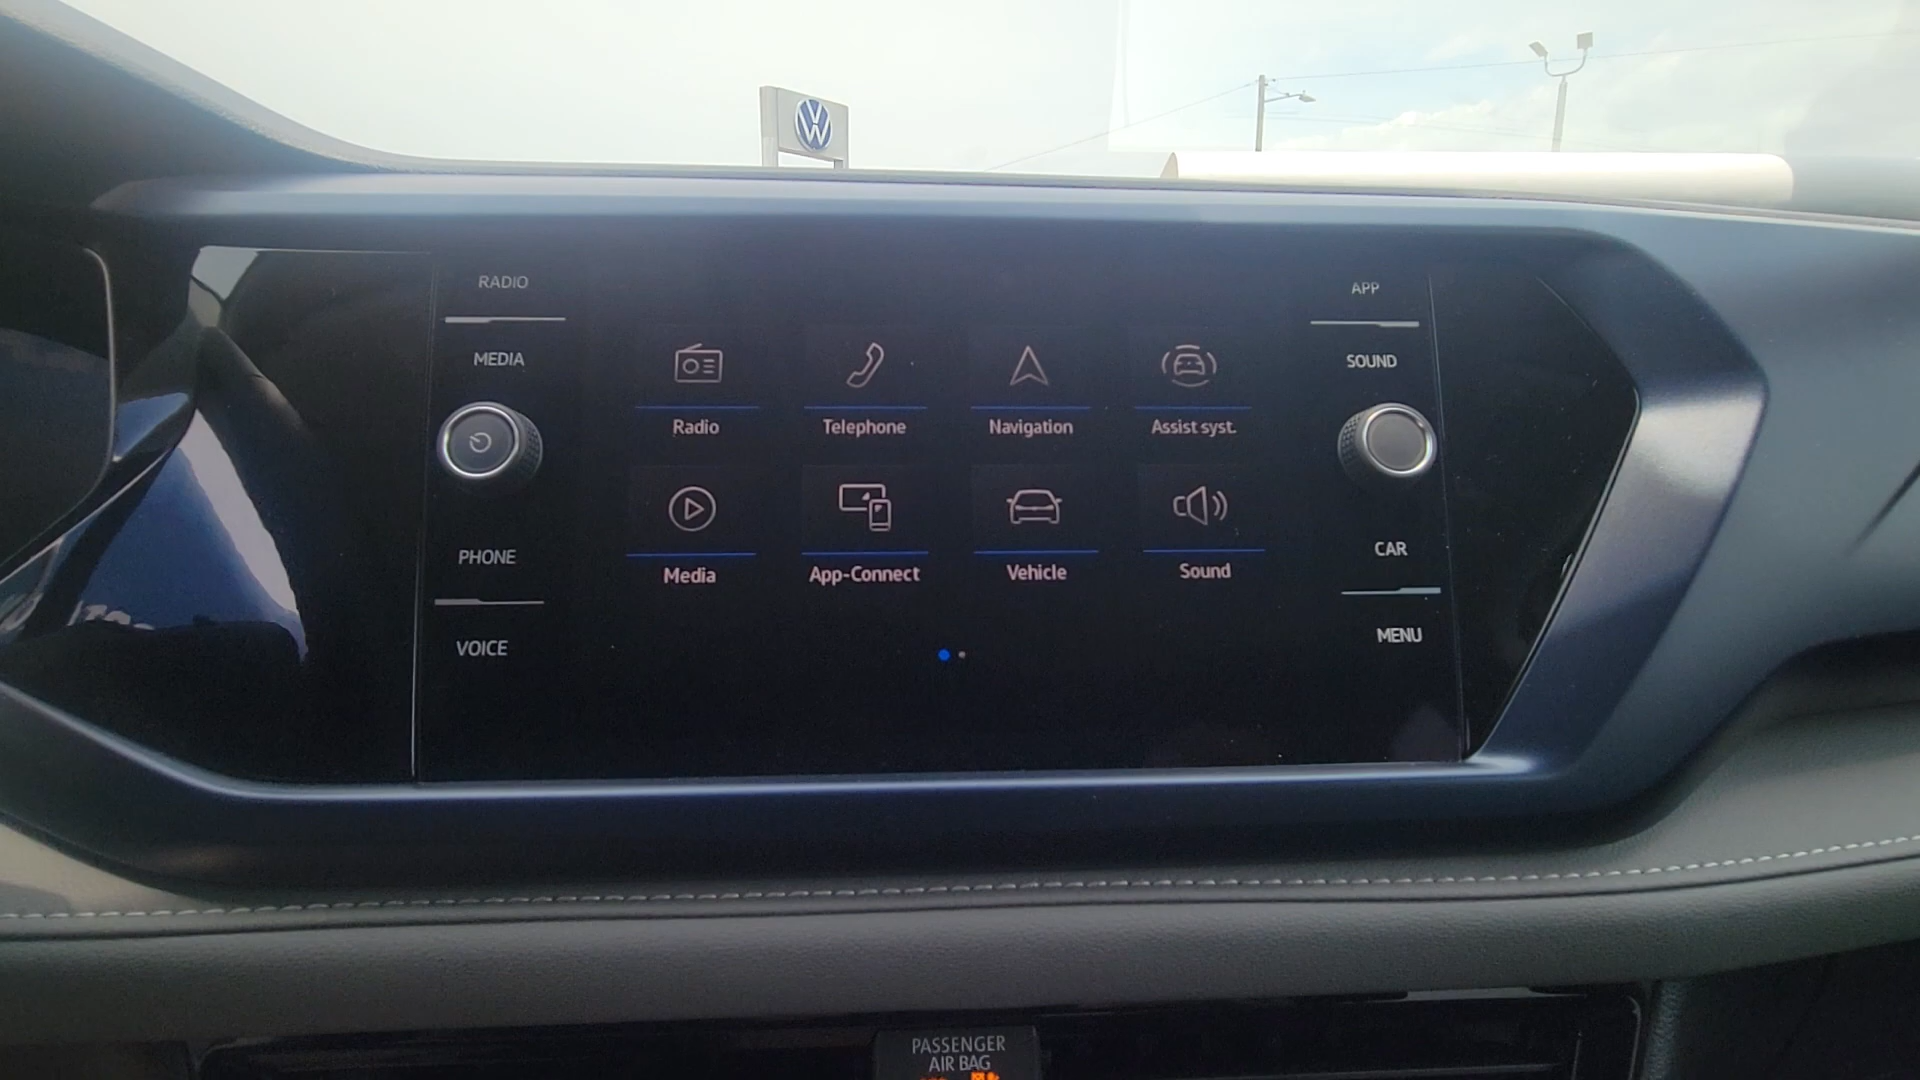 RADIO
APP
MEDIA
SOUND
Radio
Telephone
Navigation
Assist syst.
PHONE
CAR
Media
App-Connect
Vehicle
Sound
VOICE
MENU
PASSENGER
AIR BAG